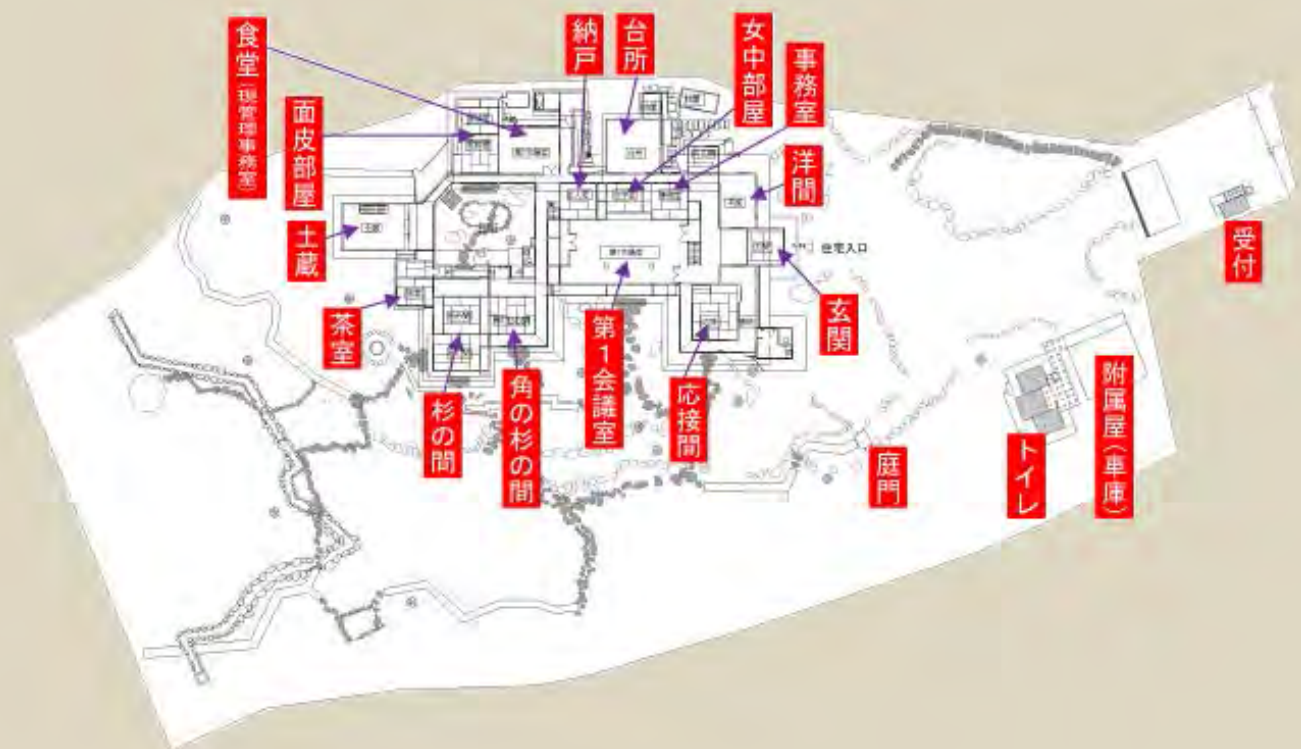 食堂(現管理事務室)
面皮部屋
土蔵
茶室
杉の間
角の杉の間
納戸
台所
女中部屋
事務室
洋間
玄関
住宅入口
第1会議室
応接間
庭門
トイレ
附属屋(車庫)
受付